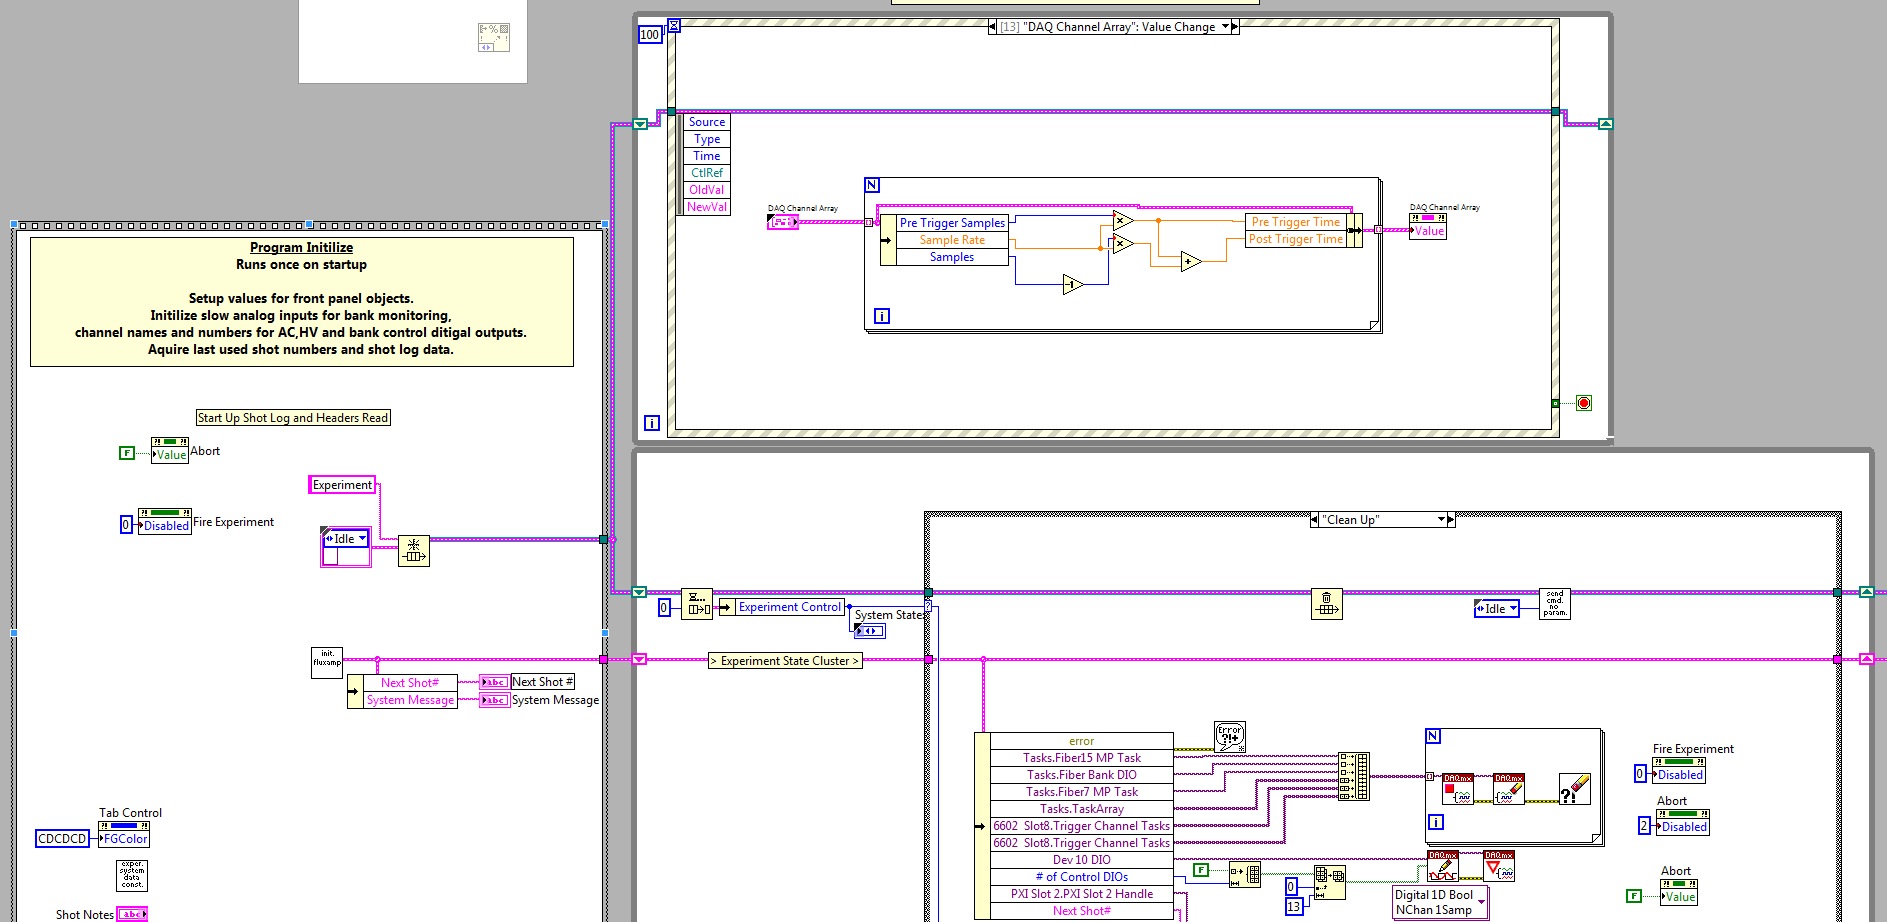 100
[13] "DAQ Channel Array": Value Change
Source
Type
Time
CtlRef
OldVal
NewVal
DAQ Channel Array
N
Pre Trigger Samples
Sample Rate
Samples
x
x
+
-1
Pre Trigger Time
Post Trigger Time
DAQ Channel Array
Value
i
i
Program Initilize
Runs once on startup
Setup values for front panel objects.
Initilize slow analog inputs for bank monitoring,
channel names and numbers for AC,HV and bank control ditigal outputs.
Aquire last used shot numbers and shot log data.
Start Up Shot Log and Headers Read
F
Value
Abort
Experiment
0
Disabled
Fire Experiment
Idle
init.
fluxamp
Next Shot#
System Message
abc
Next Shot #
abc
System Message
Tab Control
CDCDCD
FGColor
exper.
system
data
const.
Shot Notes
abc
"Clean Up"
0
Experiment Control
System State
?
Idle
send
cmd.
no
param.
> Experiment State Cluster >
error
Tasks.Fiber15 MP Task
Tasks.Fiber Bank DIO
Tasks.Fiber7 MP Task
Tasks.TaskArray
6602 Slot8.Trigger Channel Tasks
6602 Slot8.Trigger Channel Tasks
Dev 10 DIO
# of Control DIOs
PXI Slot 2.PXI Slot 2 Handle
Next Shot#
Error
?!+
N
DAQmx
DAQmx
?!
i
Fire Experiment
0
Disabled
Abort
2
Disabled
Abort
F
Value
F
0
13
DAQmx
DAQmx
Digital 1D Bool
NChan 1Samp